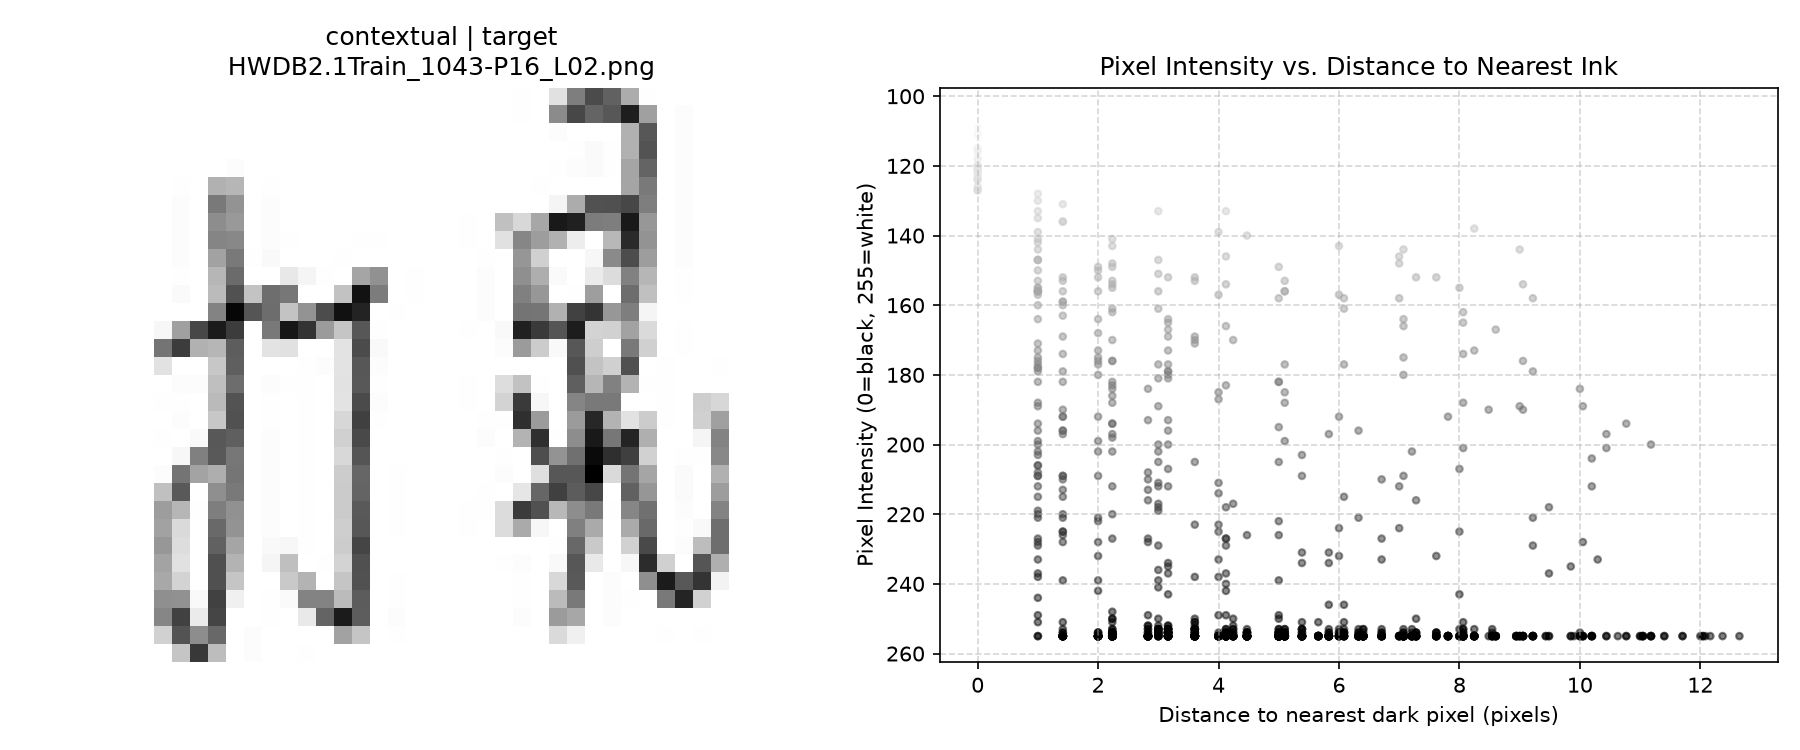 contextual | target
HWDB2.1Train_1043-P16_L02.png
Pixel Intensity vs. Distance to Nearest Ink
Pixel Intensity (0=black, 255=white)
100
120
140
160
180
200
220
240
260
0 2 4 6 8 10 12
Distance to nearest dark pixel (pixels)